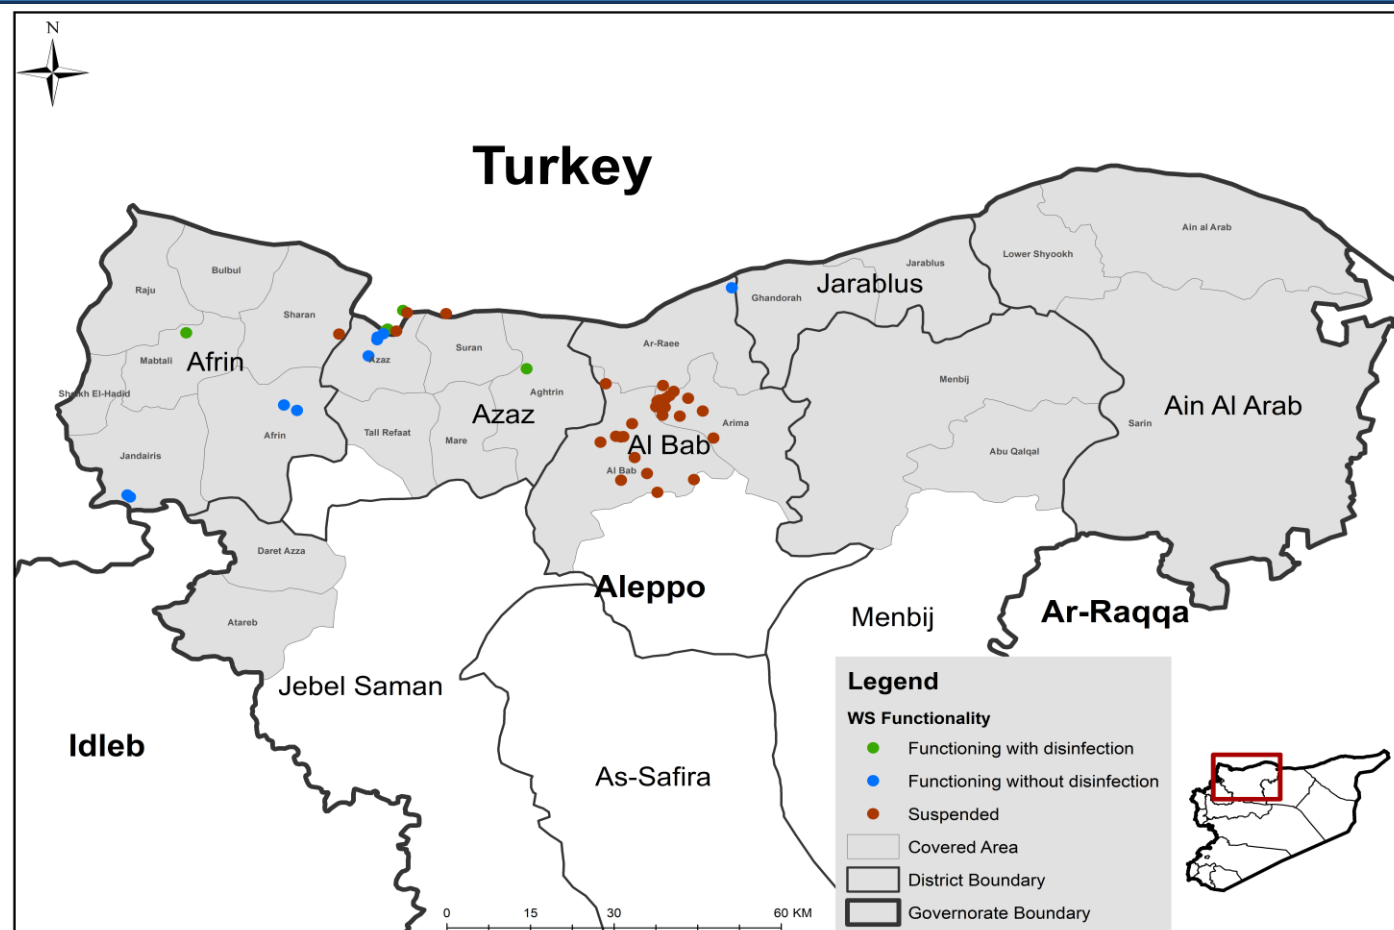 N
Turkey
Ain al Arab
Lower Shyookh
Jarablus
Bulbul
Jarablus
Raju
Ghandorah
Sharan
Ar-Raee
Suran
Mabtali
Afrin
Azaz
Menbij
Sheikh El-Hadid
Aghtrin
Ain Al Arab
Azaz
Arima
Sarin
Afrin
Tall Refaat
Mare
Al Bab
Abu Qalqal
Jandairis
Al Bab
Daret Azza
Aleppo
Ar-Raqqa
Menbij
Atareb
Jebel Saman
Idleb
As-Safira
Legend
WS Functionality
Functioning with disinfection
Functioning without disinfection
Suspended
Covered Area
District Boundary
Governorate Boundary
0 15 30 60 KM